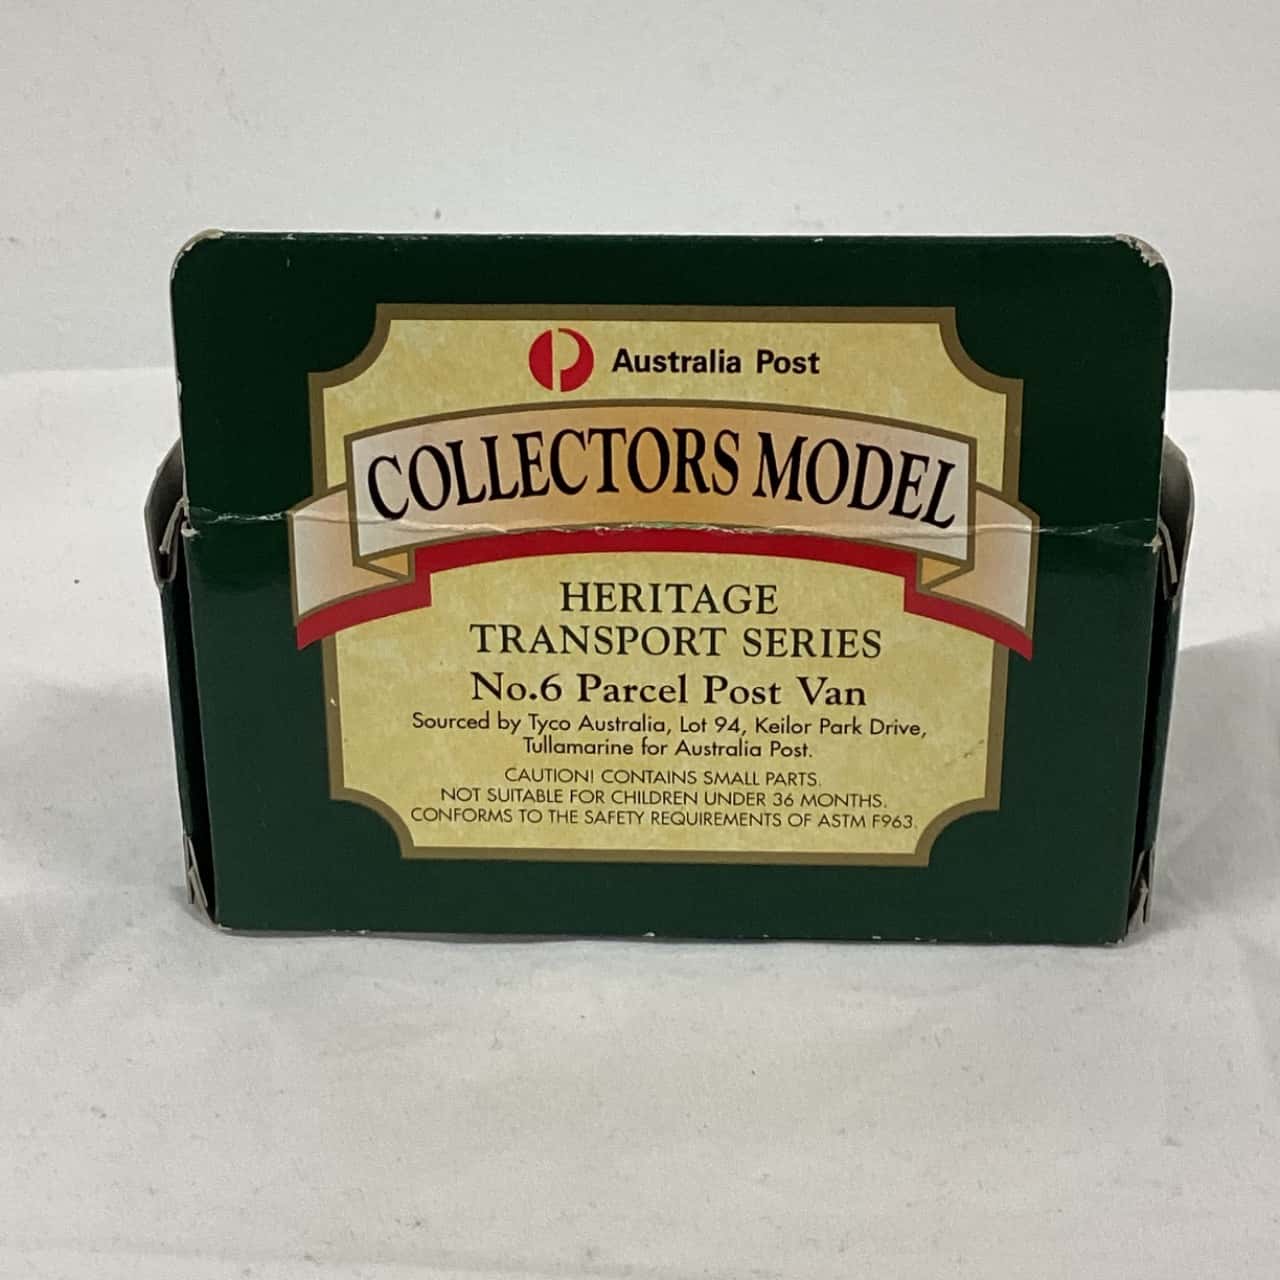 Australia Post
COLLECTORS MODEL
HERITAGE
TRANSPORT SERIES
No.6 Parcel Post Van
Sourced by Tyco Australia, Lot 94, Keilor Park Drive,
Tullamarine for Australia Post.
CAUTION! CONTAINS SMALL PARTS.
NOT SUITABLE FOR CHILDREN UNDER 36 MONTHS.
CONFORMS TO THE SAFETY REQUIREMENTS OF ASTM F963.